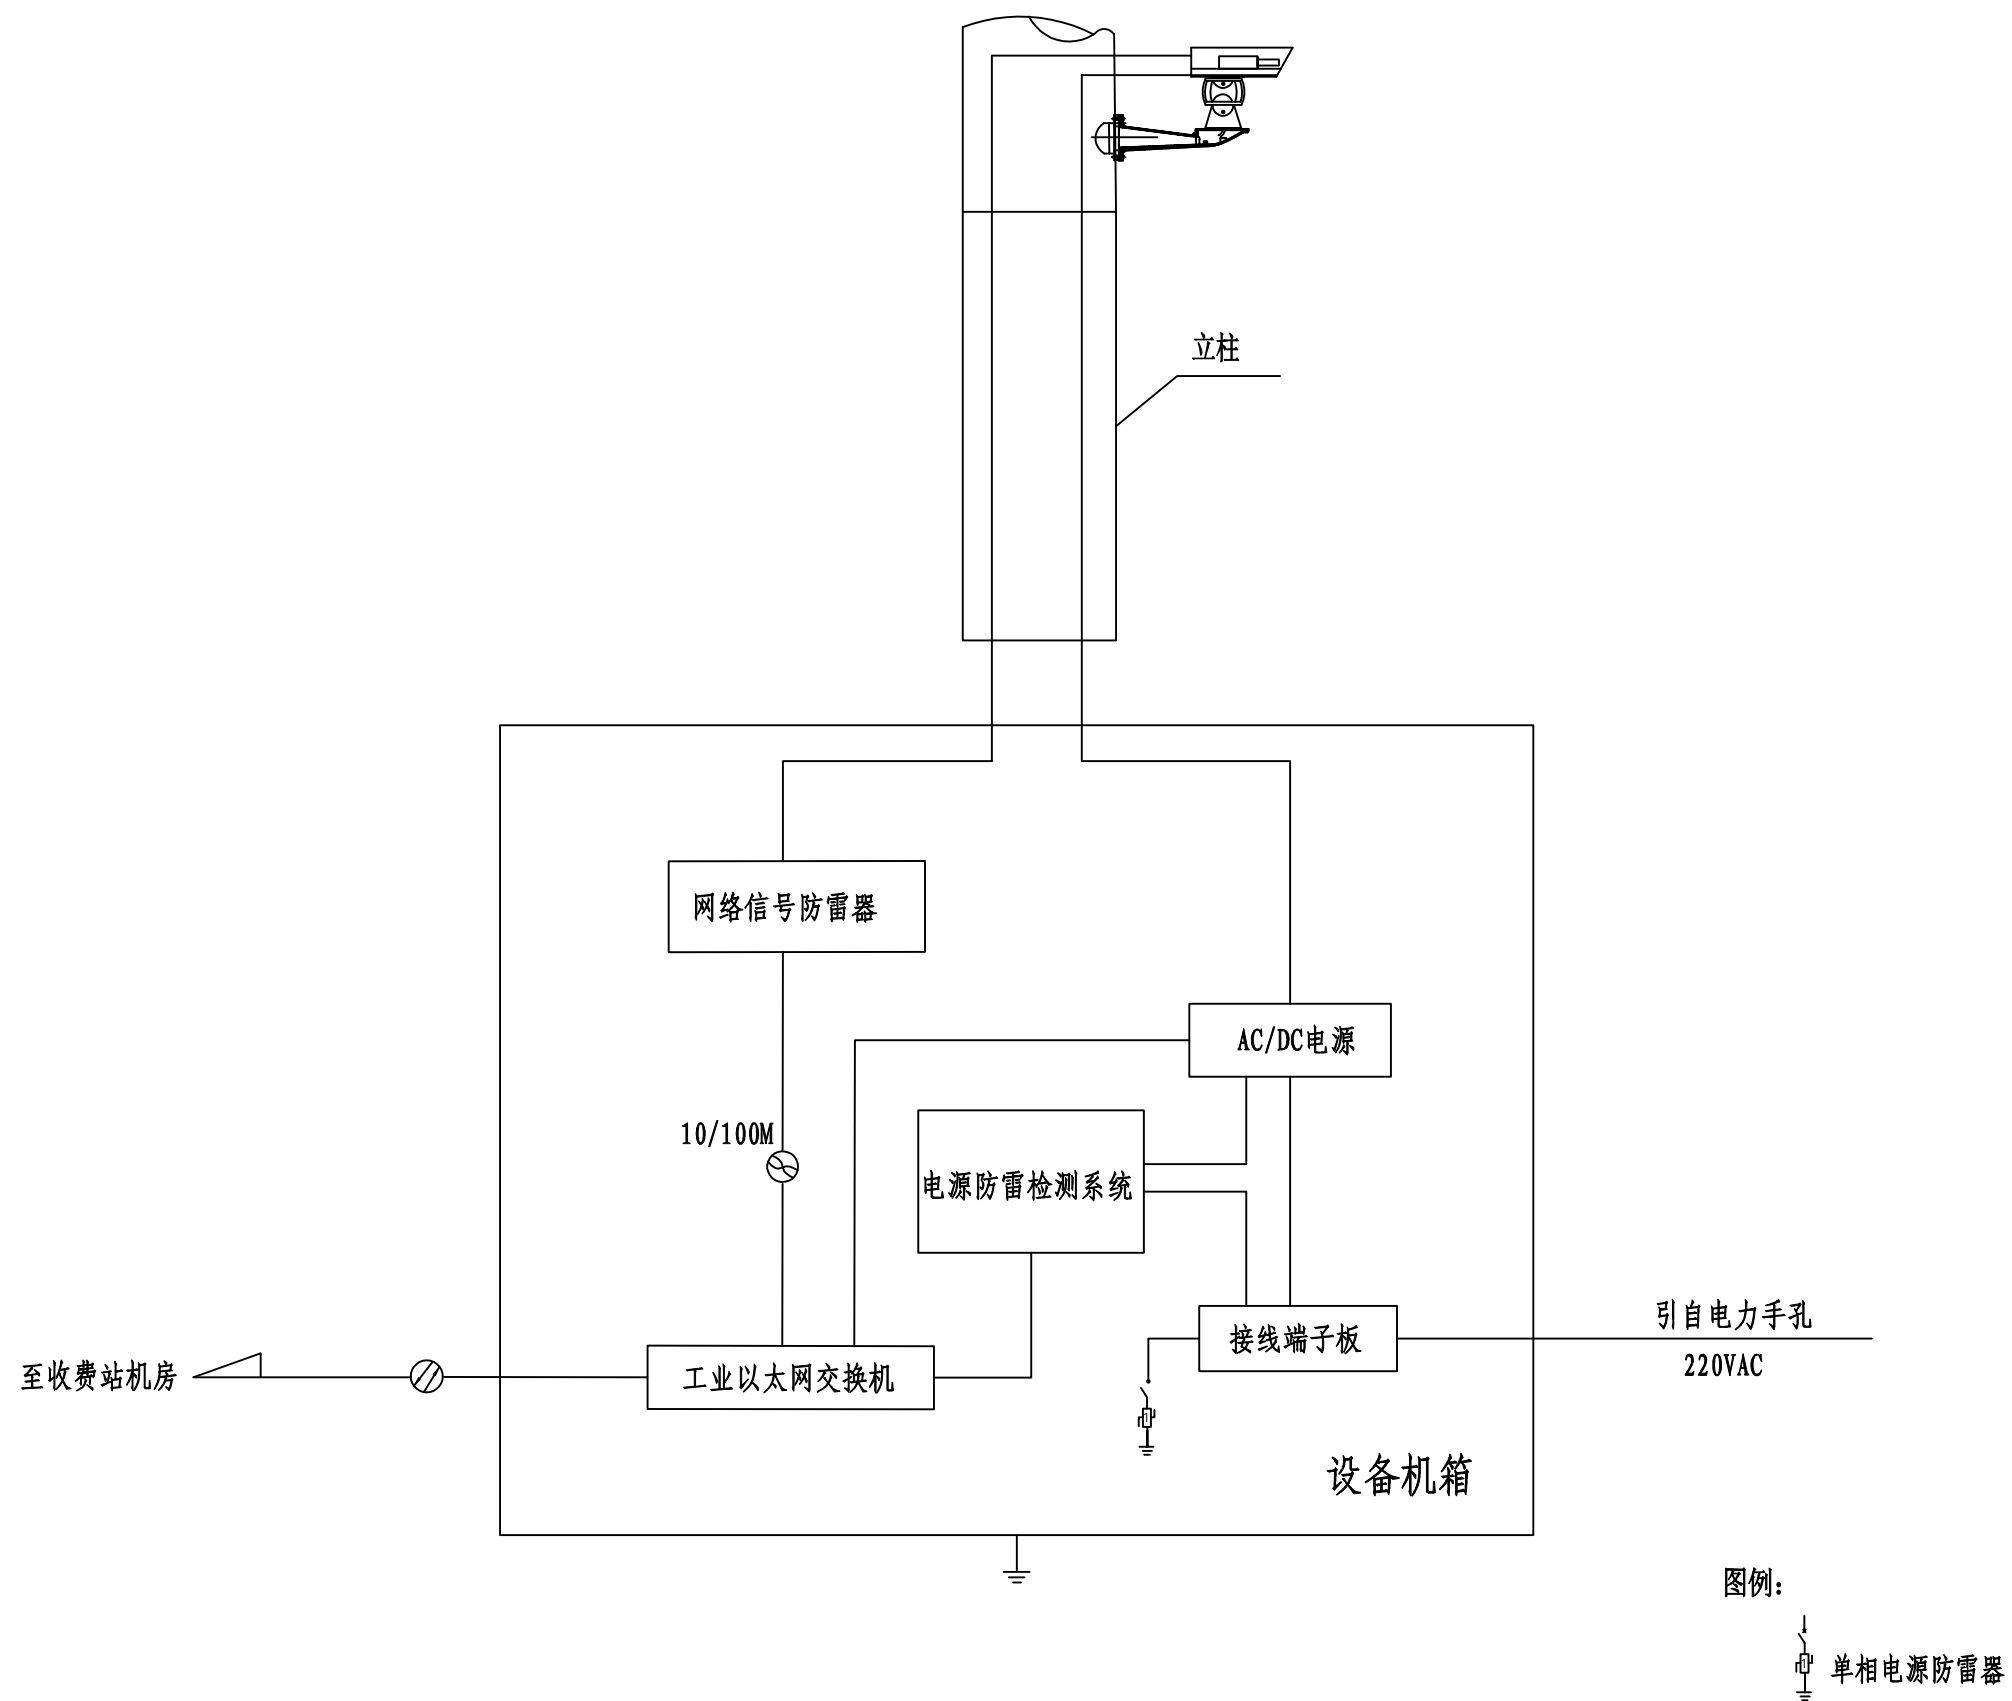 立柱
网络信号防雷器
AC/DC电源
10/100M
电源防雷检测系统
引自电力手孔
接线端子板
220VAC
至收费站机房
工业以太网交换机
设备机箱
图例:
单相电源防雷器